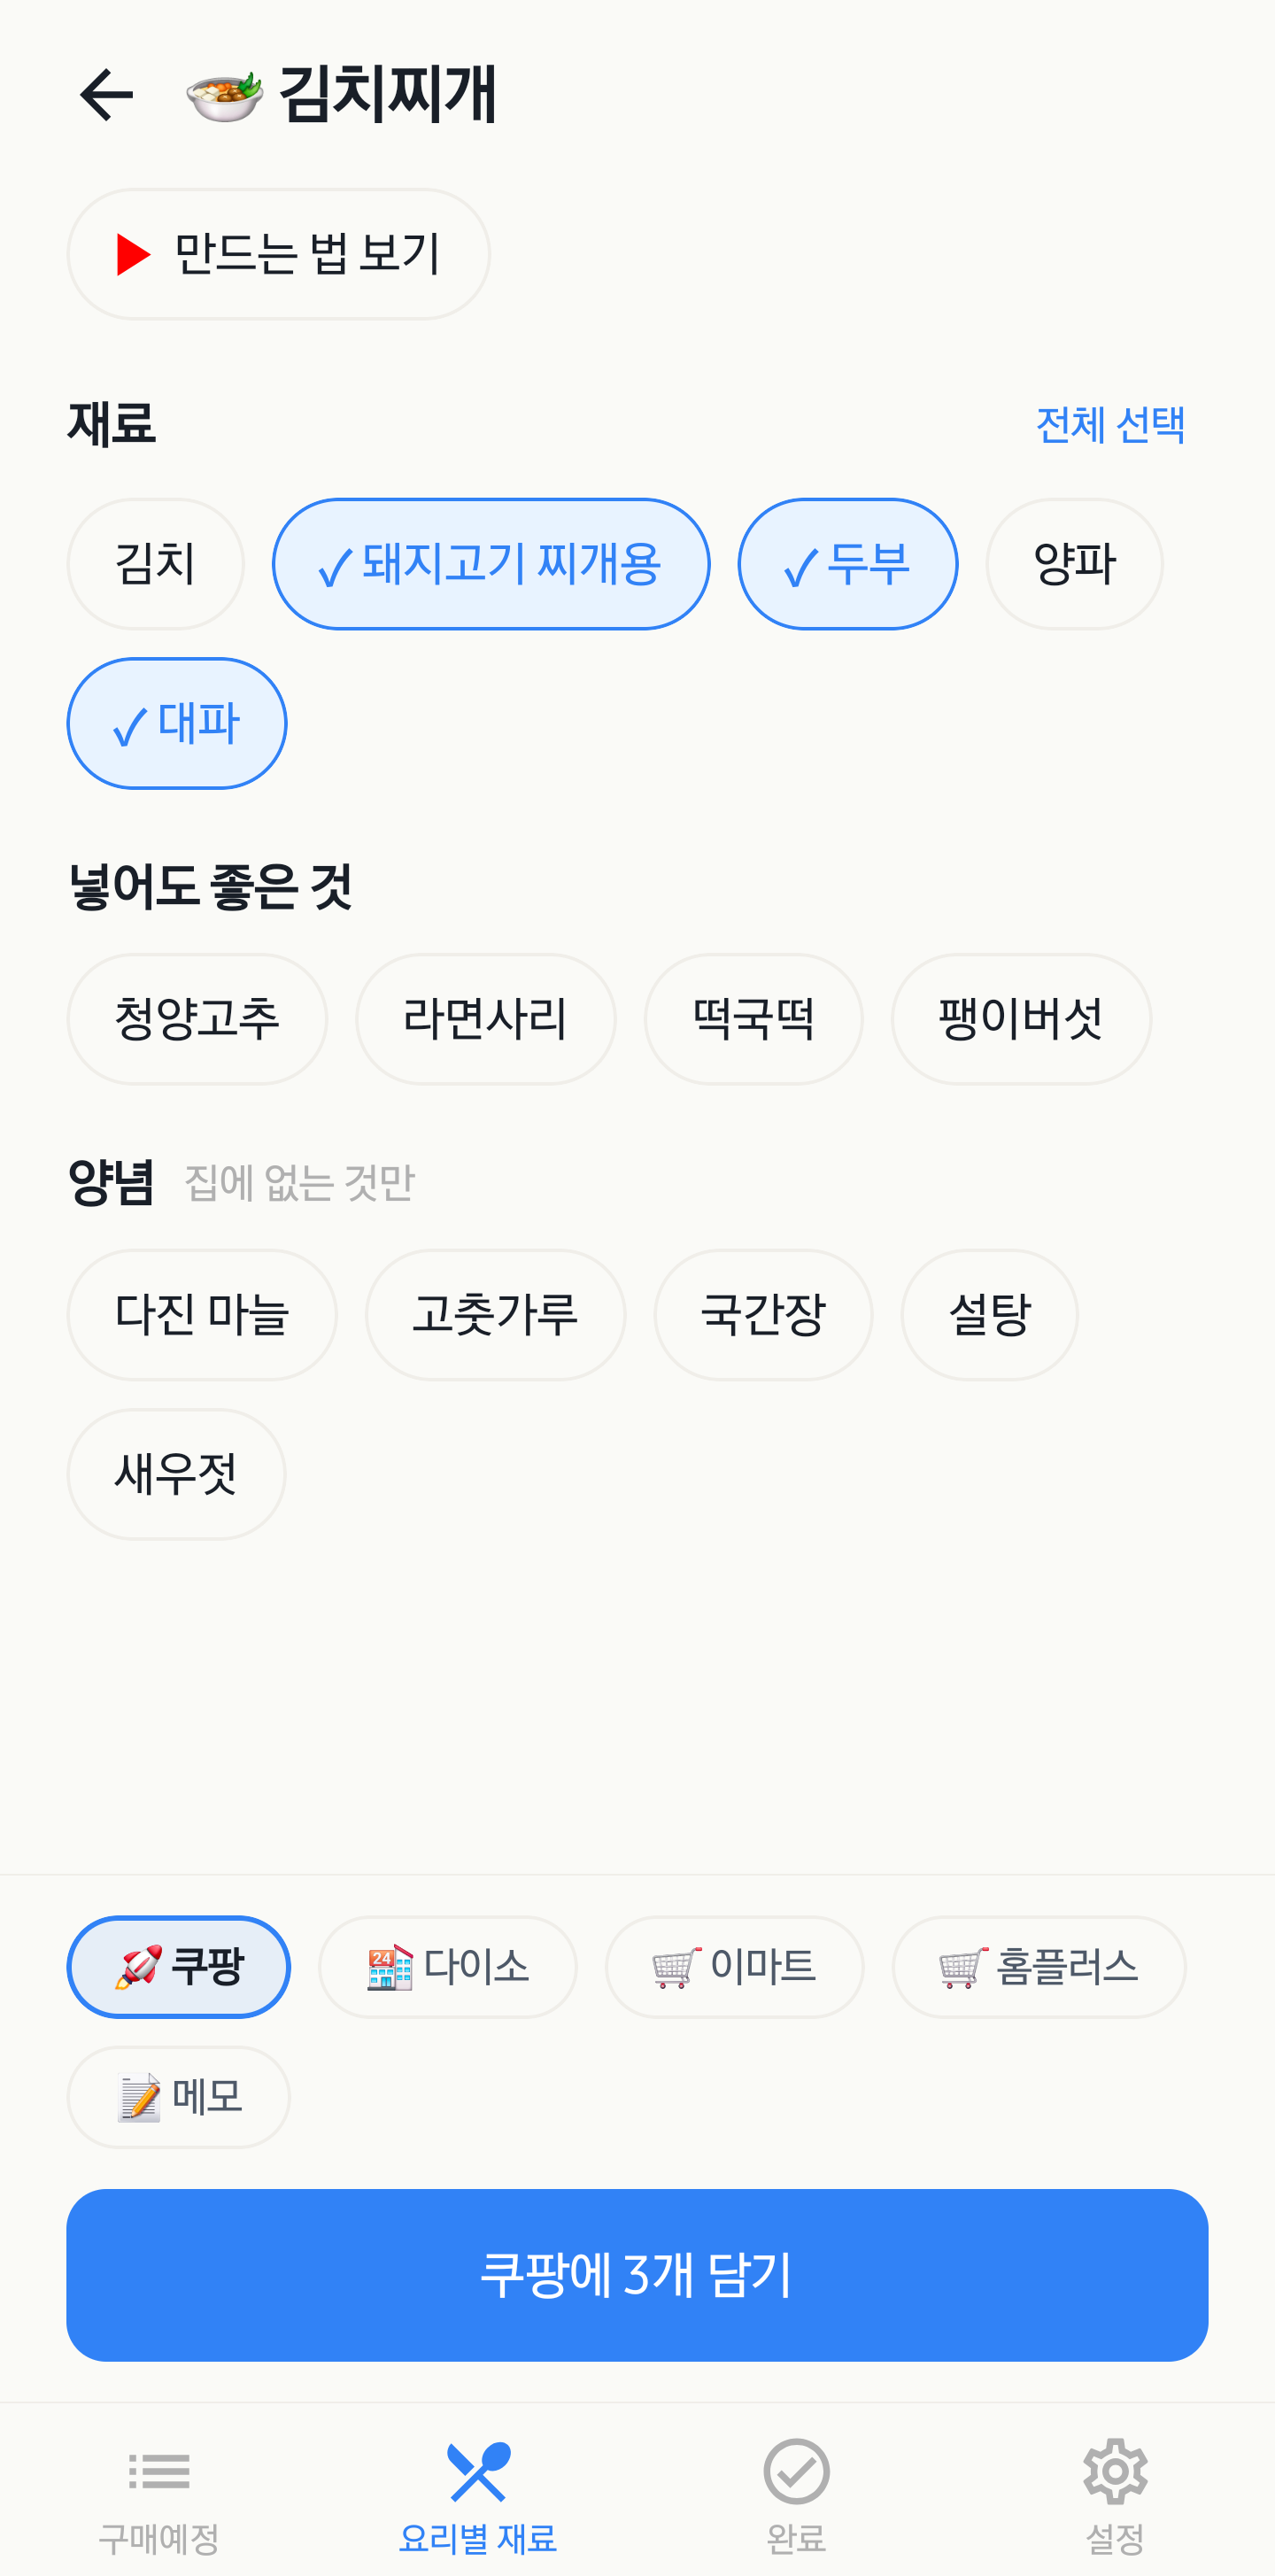 김치찌개
만드는 법 보기
재료 전체 선택
김치 ✓ 돼지고기 찌개용 ✓ 두부 양파
✓ 대파
넣어도 좋은 것
청양고추 라면사리 떡국떡 팽이버섯
양념 집에 없는 것만
다진 마늘 고춧가루 국간장 설탕
새우젓
쿠팡 24 다이소 이마트 홈플러스
메모
쿠팡에 3개 담기
구매예정 요리별 재료 완료 설정